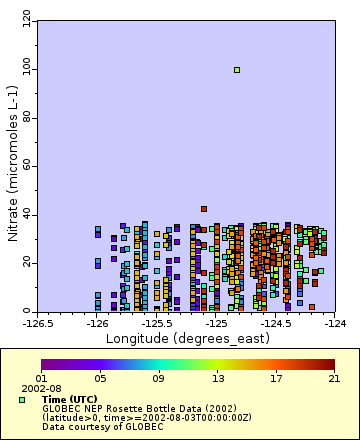 120
100
80
60
40
20
0
Nitrate (micromoles L-1)
-126.5 -126 -125.5 -125 -124.5 -124
Longitude (degrees_east)
01 05 09 13 17 21
2002-08
Time (UTC)
GLOBEC NEP Rosette Bottle Data (2002)
(latitude>0, time>=2002-08-03T00:00:00Z)
Data courtesy of GLOBEC